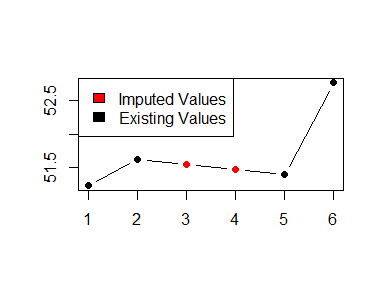 52.5
51.5
Imputed Values
Existing Values
1 2 3 4 5 6